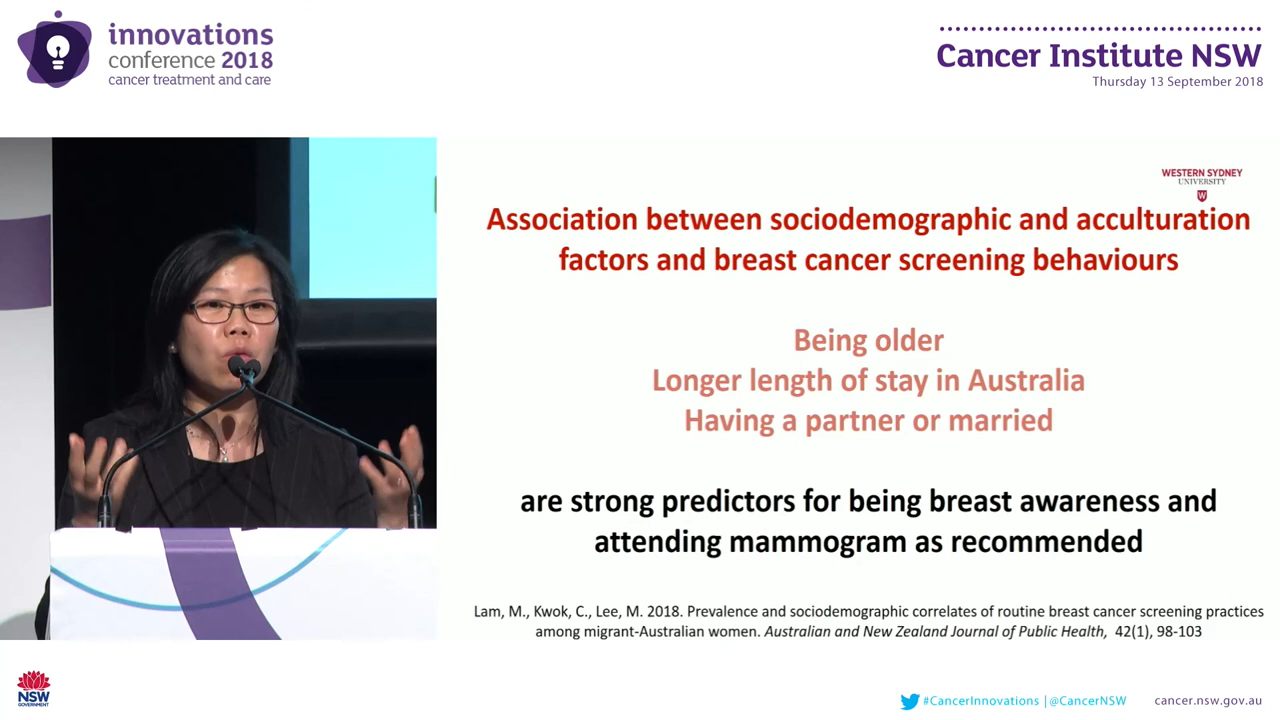 innovations
conference 2018
cancer treatment and care
Cancer Institute NSW
Thursday 13 September 2018
WESTERN SYDNEY
UNIVERSITY
W
Association between sociodemographic and acculturation
factors and breast cancer screening behaviours
Being older
Longer length of stay in Australia
Having a partner or married
are strong predictors for being breast awareness and
attending mammogram as recommended
Lam, M., Kwok, C., Lee, M. 2018. Prevalence and sociodemographic correlates of routine breast cancer screening practices
among migrant-Australian women. Australian and New Zealand Journal of Public Health, 42(1), 98-103
NSW
GOVERNMENT
#CancerInnovations | @CancerNSW
cancer.nsw.gov.au